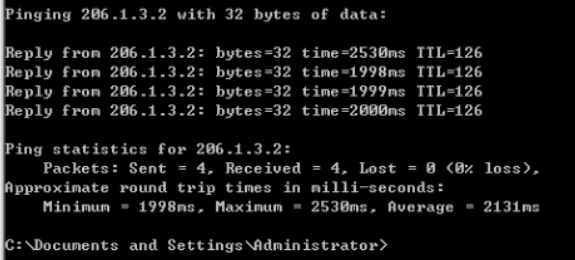 Pinging 206.1.3.2 with 32 bytes of data:
Reply from 206.1.3.2: bytes=32 time=2530ms TTL=126
Reply from 206.1.3.2: bytes=32 time=1998ms TTL=126
Reply from 206.1.3.2: bytes=32 time=1999ms TTL=126
Reply from 206.1.3.2: bytes=32 time=2000ms TTL=126
Ping statistics for 206.1.3.2:
Packets: Sent = 4, Received = 4, Lost = 0 (0% loss),
Approximate round trip times in milli-seconds:
Minimum = 1998ms, Maximum = 2530ms, Average = 2131ms
C:\Documents and Settings\Administrator>